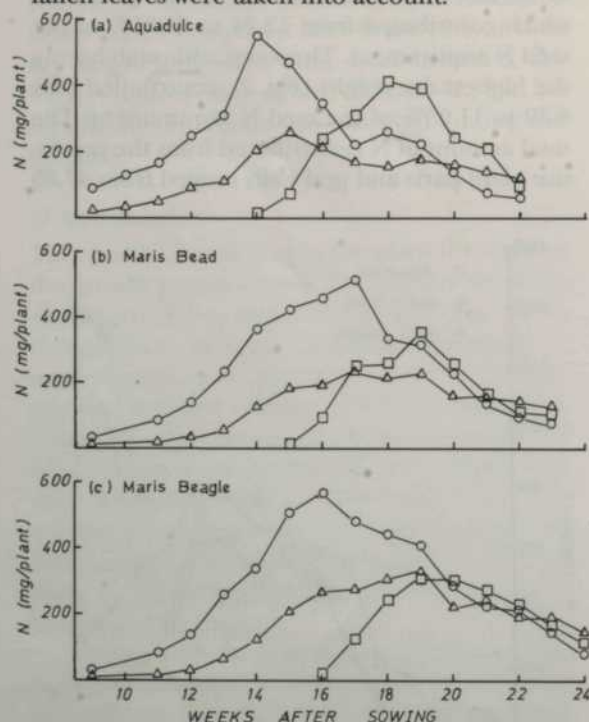 fallen leaves were taken into account.
(a) Aquadulce
600
400
200
N (mg/plant)
(b) Maris Bead
600
400
200
N (mg/plant)
(c) Maris Beagle
600
400
200
N (mg/plant)
10 12 14 16 18 20 22 24
WEEKS AFTER SOWING